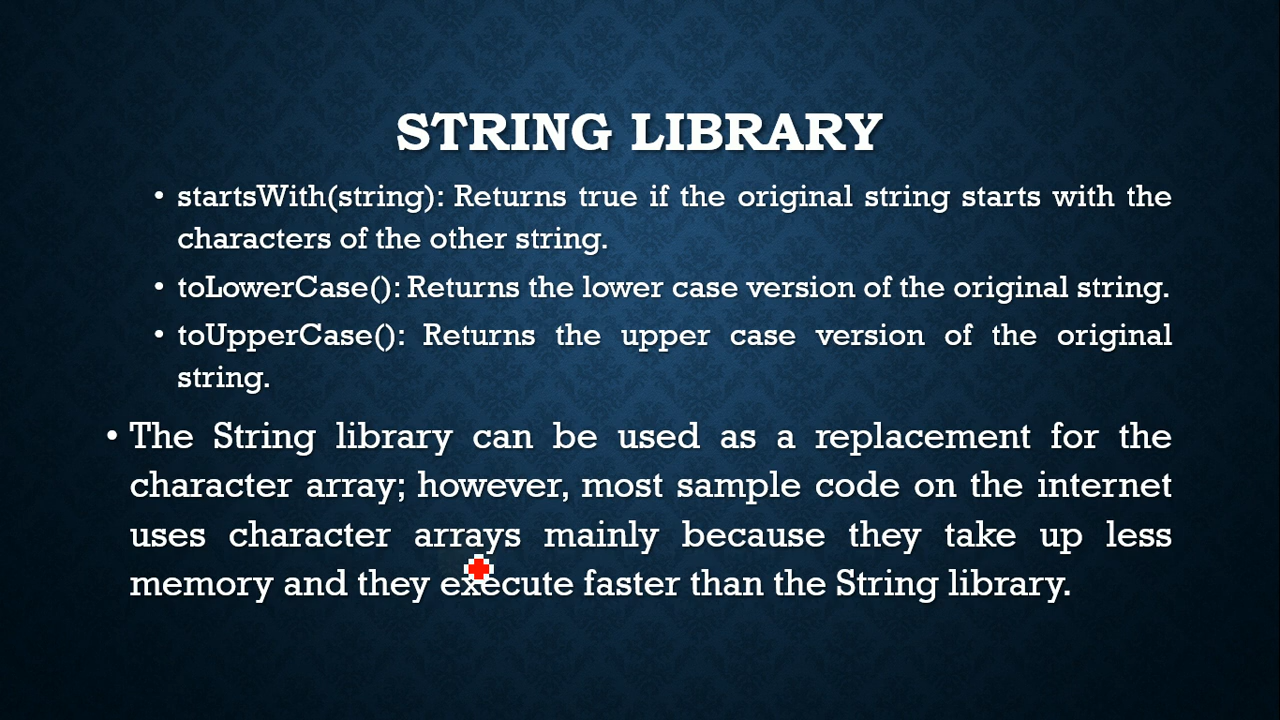 STRING LIBRARY
• startsWith(string): Returns true if the original string starts with the
characters of the other string.
• toLowerCase(): Returns the lower case version of the original string.
• toUpperCase(): Returns the upper case version of the original
string.
• The String library can be used as a replacement for the
character array; however, most sample code on the internet
uses character arrays mainly because they take up less
memory and they execute faster than the String library.